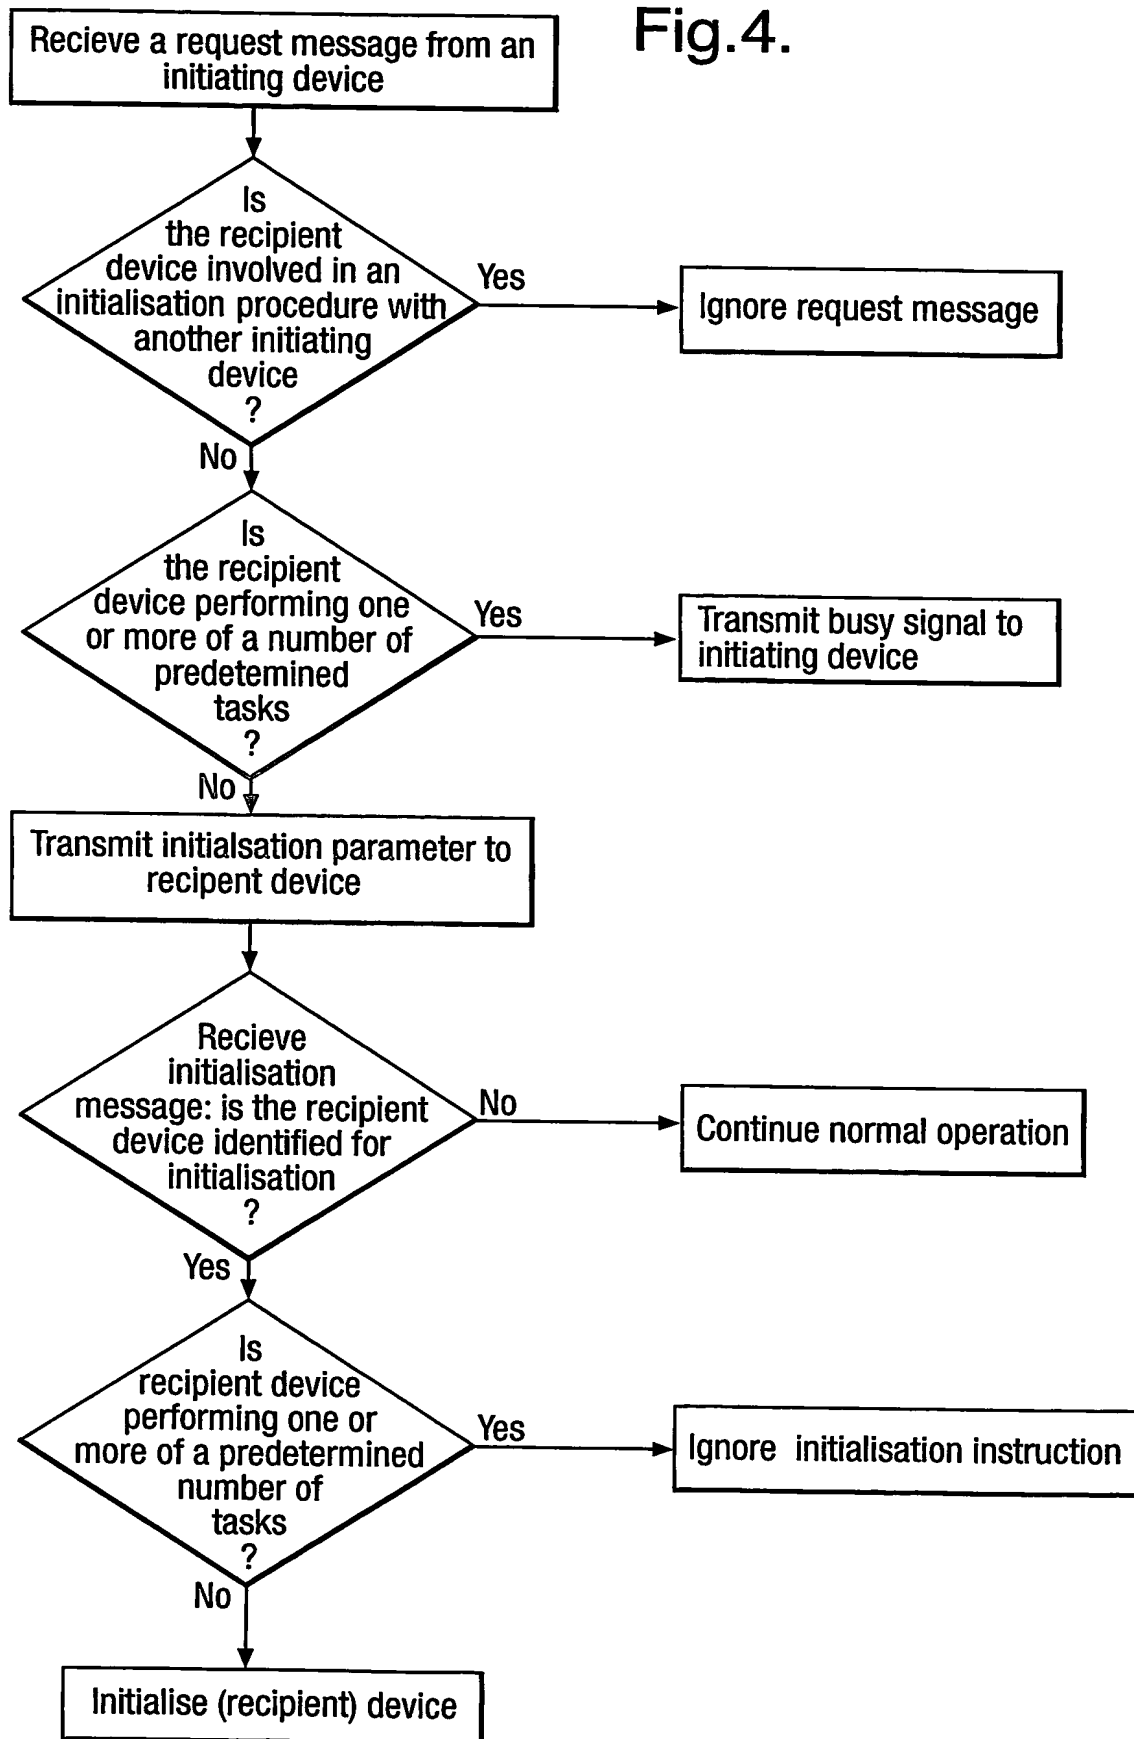 Fig.4.
Recieve a request message from an
initiating device
Is
the recipient
device involved in an
initialisation procedure with
another initiating
device
?
Yes
Ignore request message
No
Is
the recipient
device performing one
or more of a number of
predetemined
tasks
?
Yes
Transmit busy signal to
initiating device
No
Transmit initialsation parameter to
recipent device
Recieve
initialisation
message: is the recipient
device identified for
initialisation
?
No
Continue normal operation
Yes
Is
recipient device
performing one or
more of a predetermined
number of
tasks
?
Yes
Ignore initialisation instruction
No
Initialise (recipient) device